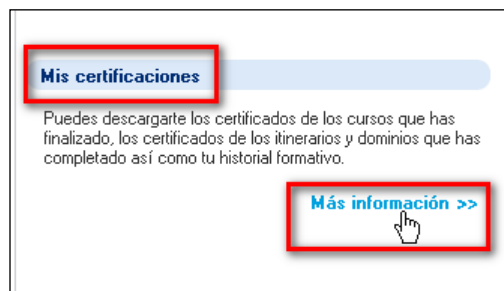 Mis certificaciones
Puedes descargarte los certificados de los cursos que has
finalizado, los certificados de los itinerarios y dominios que has
completado así como tu historial formativo.
Más información >>